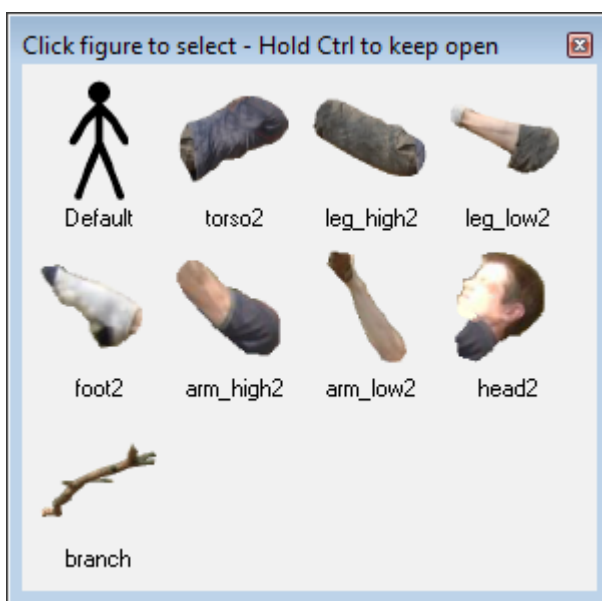 Click figure to select - Hold Ctrl to keep open
Default torso2 leg_high2 leg_low2
foot2 arm_high2 arm_low2 head2
branch